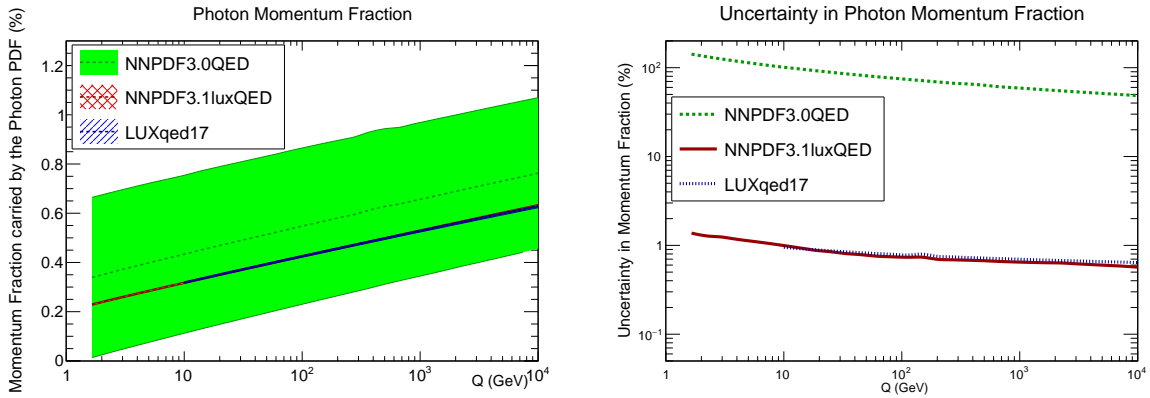 Photon Momentum Fraction
Momentum Fraction carried by the Photon PDF (%)
1.2
1
0.8
0.6
0.4
0.2
0
NNPDF3.0QED
NNPDF3.1luxQED
LUXqed17
1 10 10² 10³ 10⁴
Q (GeV)
Uncertainty in Photon Momentum Fraction
Uncertainty in Momentum Fraction (%)
10²
10
1
10⁻¹
NNPDF3.0QED
NNPDF3.1luxQED
LUXqed17
1 10 10² 10³ 10⁴
Q (GeV)